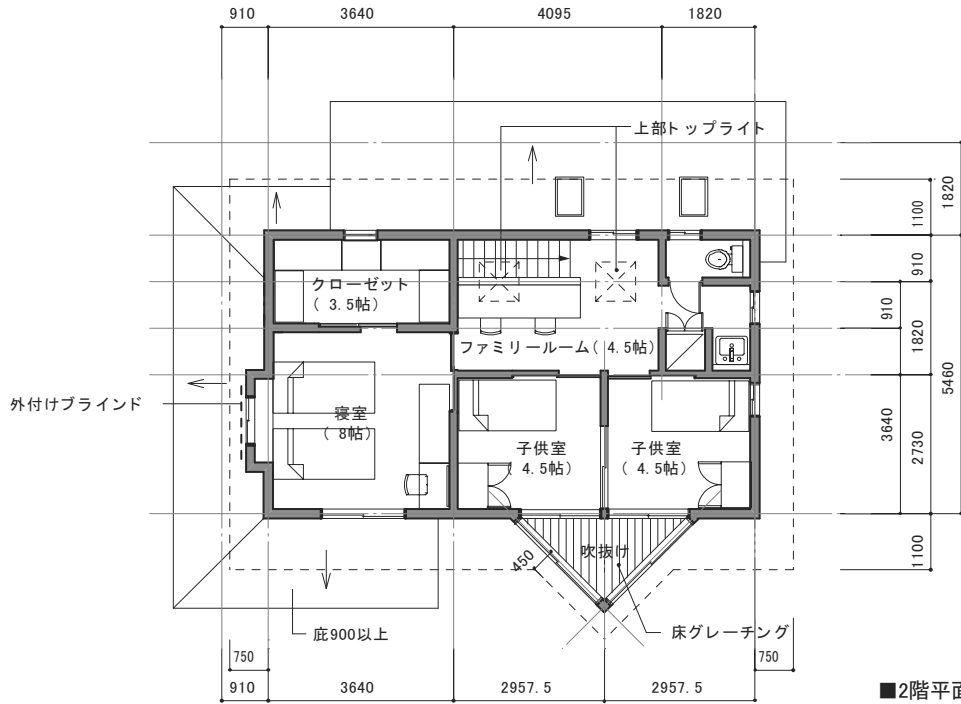 910 3640 4095 1820
上部トップライト
1820
1100
910
910
クローゼット
( 3.5帖)
ファミリールーム( 4.5帖)
1820
5460
外付けブラインド
寝室
( 8帖)
子供室
( 4.5帖)
子供室
( 4.5帖)
3640
2730
吹抜け
450
1100
庇900以上
床グレーチング
750
750
910 3640 2957.5 2957.5
■2階平面